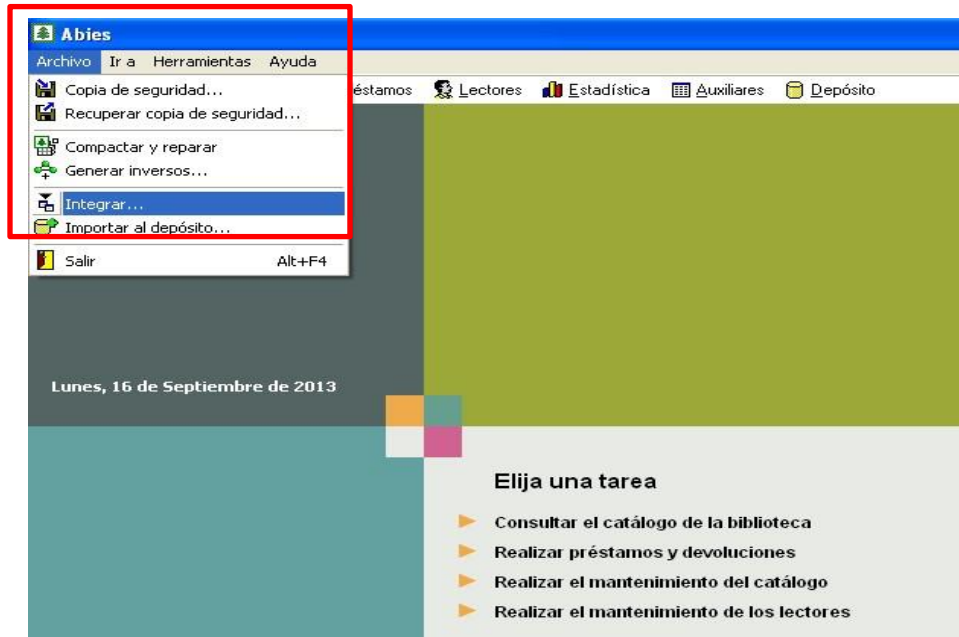 Abies
Archivo Ir a Herramientas Ayuda
éstamos Lectores Estadística Auxiliares Depósito
Copia de seguridad...
Recuperar copia de seguridad...
Compactar y reparar
Generar inversos...
Integrar...
Importar al depósito...
Salir Alt+F4
Lunes, 16 de Septiembre de 2013
Elija una tarea
Consultar el catálogo de la biblioteca
Realizar préstamos y devoluciones
Realizar el mantenimiento del catálogo
Realizar el mantenimiento de los lectores